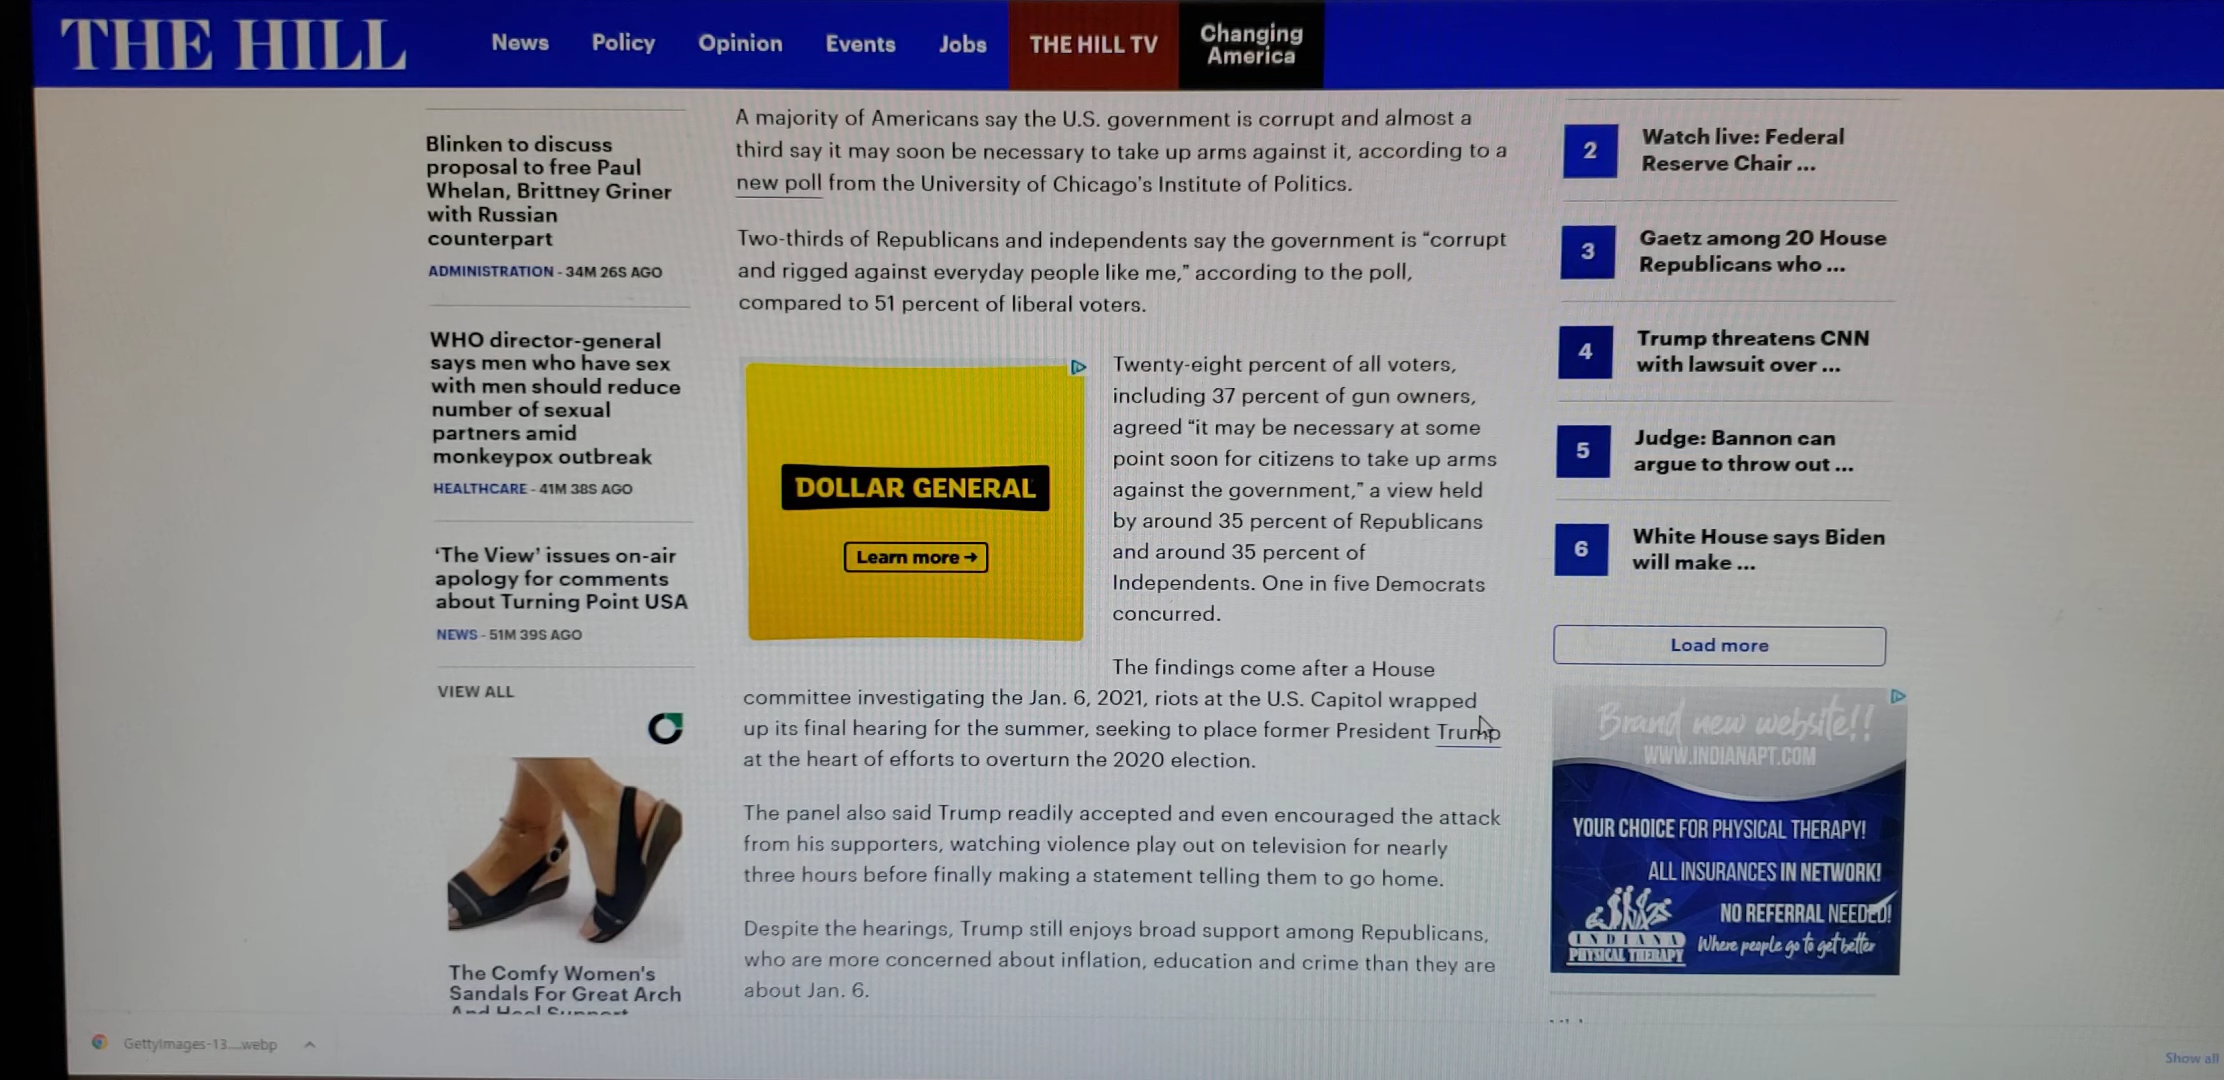 THE HILL
News
Policy
Opinion
Events
Jobs
THE HILL TV
Changing
America
Blinken to discuss
proposal to free Paul
Whelan, Brittney Griner
with Russian
counterpart
ADMINISTRATION - 34M 26S AGO
WHO director-general
says men who have sex
with men should reduce
number of sexual
partners amid
monkeypox outbreak
HEALTHCARE - 41M 38S AGO
‘The View’ issues on-air
apology for comments
about Turning Point USA
NEWS - 51M 39S AGO
VIEW ALL
The Comfy Women's
Sandals For Great Arch
And Heel Support
A majority of Americans say the U.S. government is corrupt and almost a
third say it may soon be necessary to take up arms against it, according to a
new poll from the University of Chicago's Institute of Politics.
Two-thirds of Republicans and independents say the government is “corrupt
and rigged against everyday people like me,” according to the poll,
compared to 51 percent of liberal voters.
DOLLAR GENERAL
Learn more →
Twenty-eight percent of all voters,
including 37 percent of gun owners,
agreed “it may be necessary at some
point soon for citizens to take up arms
against the government,” a view held
by around 35 percent of Republicans
and around 35 percent of
Independents. One in five Democrats
concurred.
The findings come after a House
committee investigating the Jan. 6, 2021, riots at the U.S. Capitol wrapped
up its final hearing for the summer, seeking to place former President Trump
at the heart of efforts to overturn the 2020 election.
The panel also said Trump readily accepted and even encouraged the attack
from his supporters, watching violence play out on television for nearly
three hours before finally making a statement telling them to go home.
Despite the hearings, Trump still enjoys broad support among Republicans,
who are more concerned about inflation, education and crime than they are
about Jan. 6.
2
Watch live: Federal
Reserve Chair ...
3
Gaetz among 20 House
Republicans who ...
4
Trump threatens CNN
with lawsuit over ...
5
Judge: Bannon can
argue to throw out ...
6
White House says Biden
will make ...
Load more
Brand new website!!
WWW.INDIANAPT.COM
YOUR CHOICE FOR PHYSICAL THERAPY!
ALL INSURANCES IN NETWORK!
NO REFERRAL NEEDED!
INDIANA
PHYSICAL THERAPY
Where people go to get better
GettyImages-13....webp
Show all